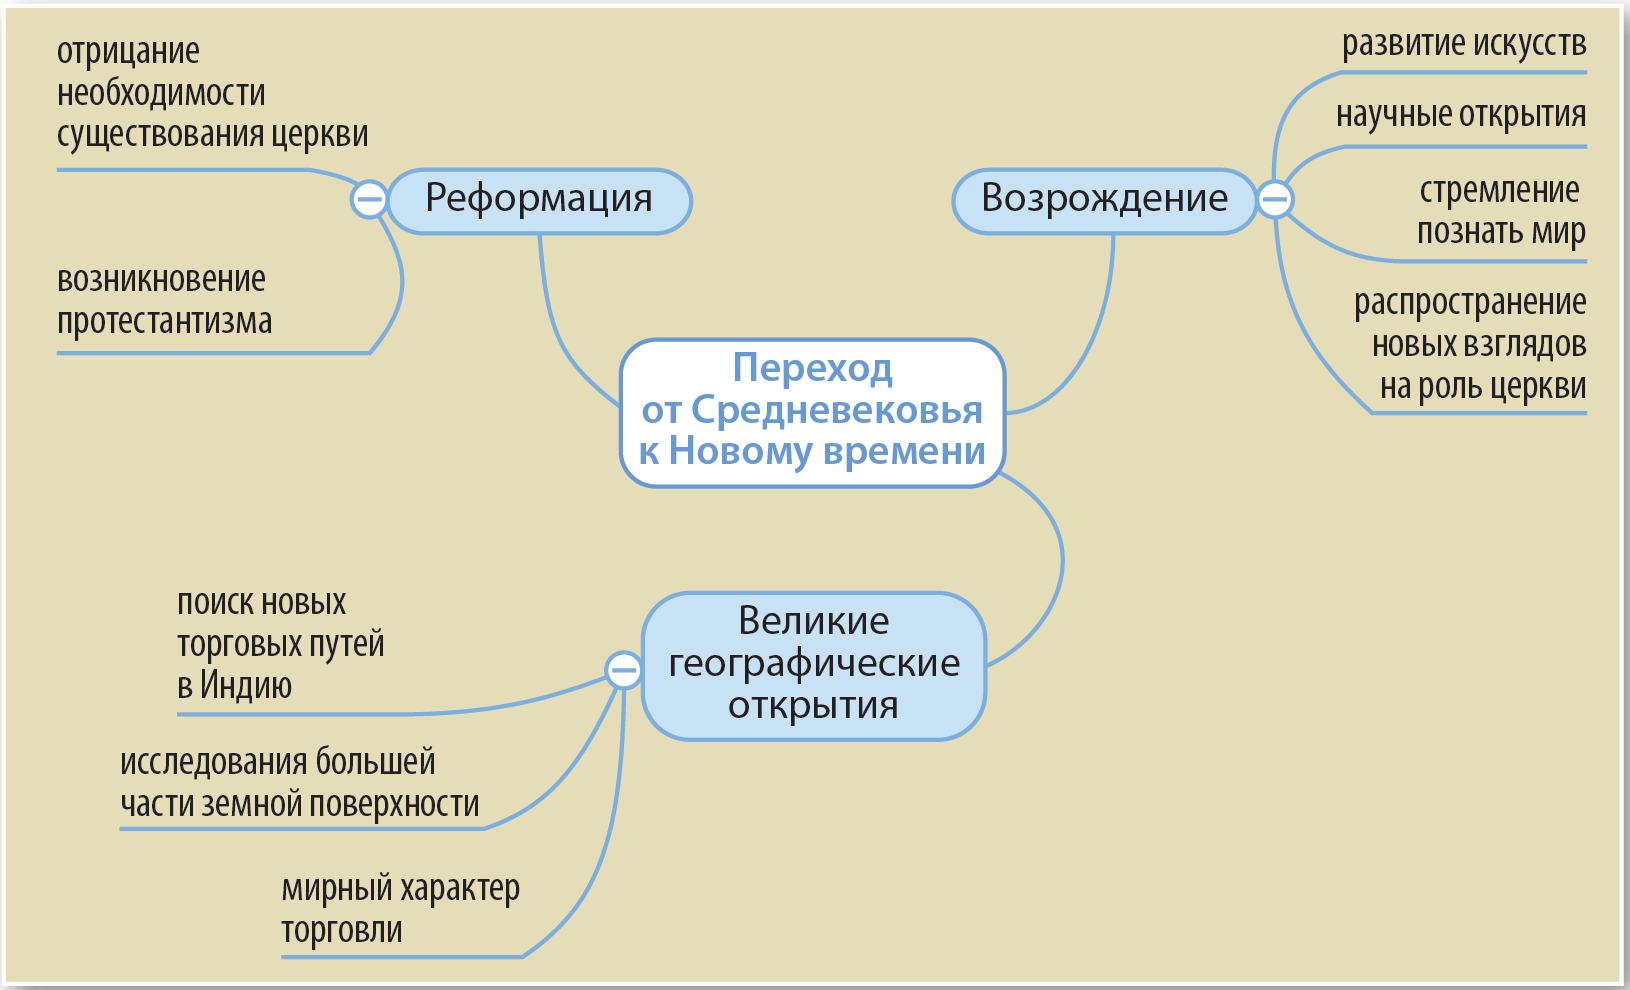 отрицание
необходимости
существования церкви
Реформация
возникновение
протестантизма
Возрождение
развитие искусств
научные открытия
стремление
познать мир
распространение
новых взглядов
на роль церкви
Переход
от Средневековья
к Новому времени
Великие
географические
открытия
поиск новых
торговых путей
в Индию
исследования большей
части земной поверхности
мирный характер
торговли